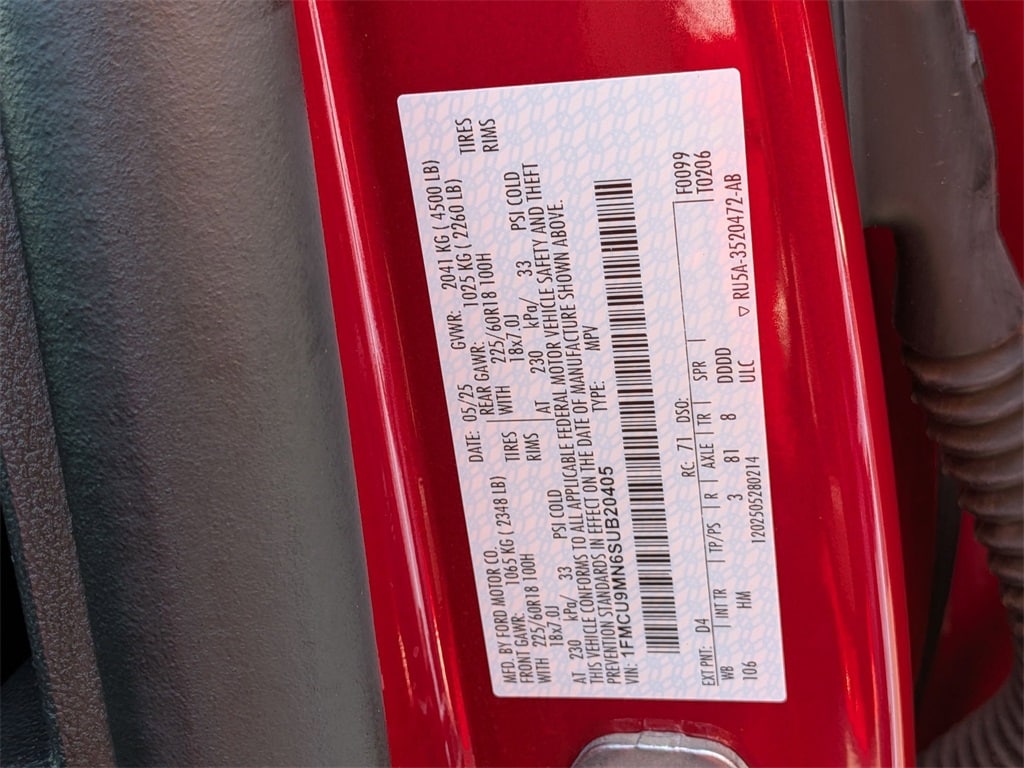 MFD. BY FORD MOTOR CO. DATE: 05/25 GVWR: 2041 KG ( 4500 LB)
FRONT GAWR: 1065 KG ( 2348 LB) REAR GAWR: 1025 KG ( 2260 LB)
WITH 225/60R18 100H TIRES WITH 225/60R18 100H TIRES
18x7.0J RIMS 18x7.0J RIMS
AT 230 kPa/ 33 PSI COLD AT 230 kPa/ 33 PSI COLD
THIS VEHICLE CONFORMS TO ALL APPLICABLE FEDERAL MOTOR VEHICLE SAFETY AND THEFT
PREVENTION STANDARDS IN EFFECT ON THE DATE OF MANUFACTURE SHOWN ABOVE.
VIN: 1FMCU9MN6SUB20405 TYPE: MPV
EXT PNT: D4 RC: 71 DSO: F0099
WB INT TR TP/PS R AXLE TR SPR T0206
106 HM 3 81 8 DDDD
ULC
1202505280214 ▽ RU5A-3520472-AB